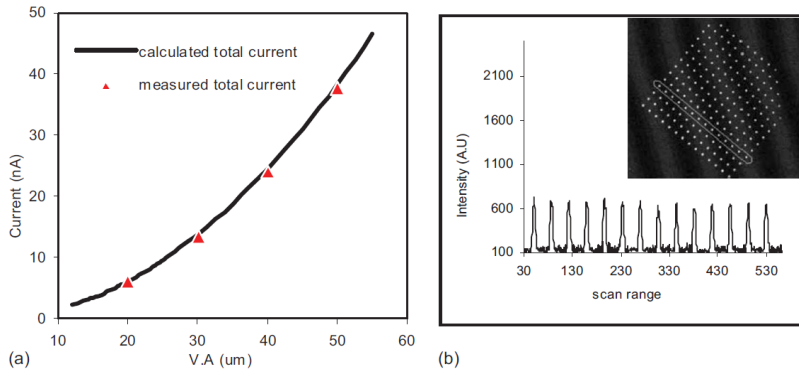 50
40
30
20
10
0
Current (nA)
calculated total current
measured total current
10 20 30 40 50 60
V.A (um)
(a)
2100
1600
1100
600
100
Intensity (A.U)
30 130 230 330 430 530
scan range
(b)